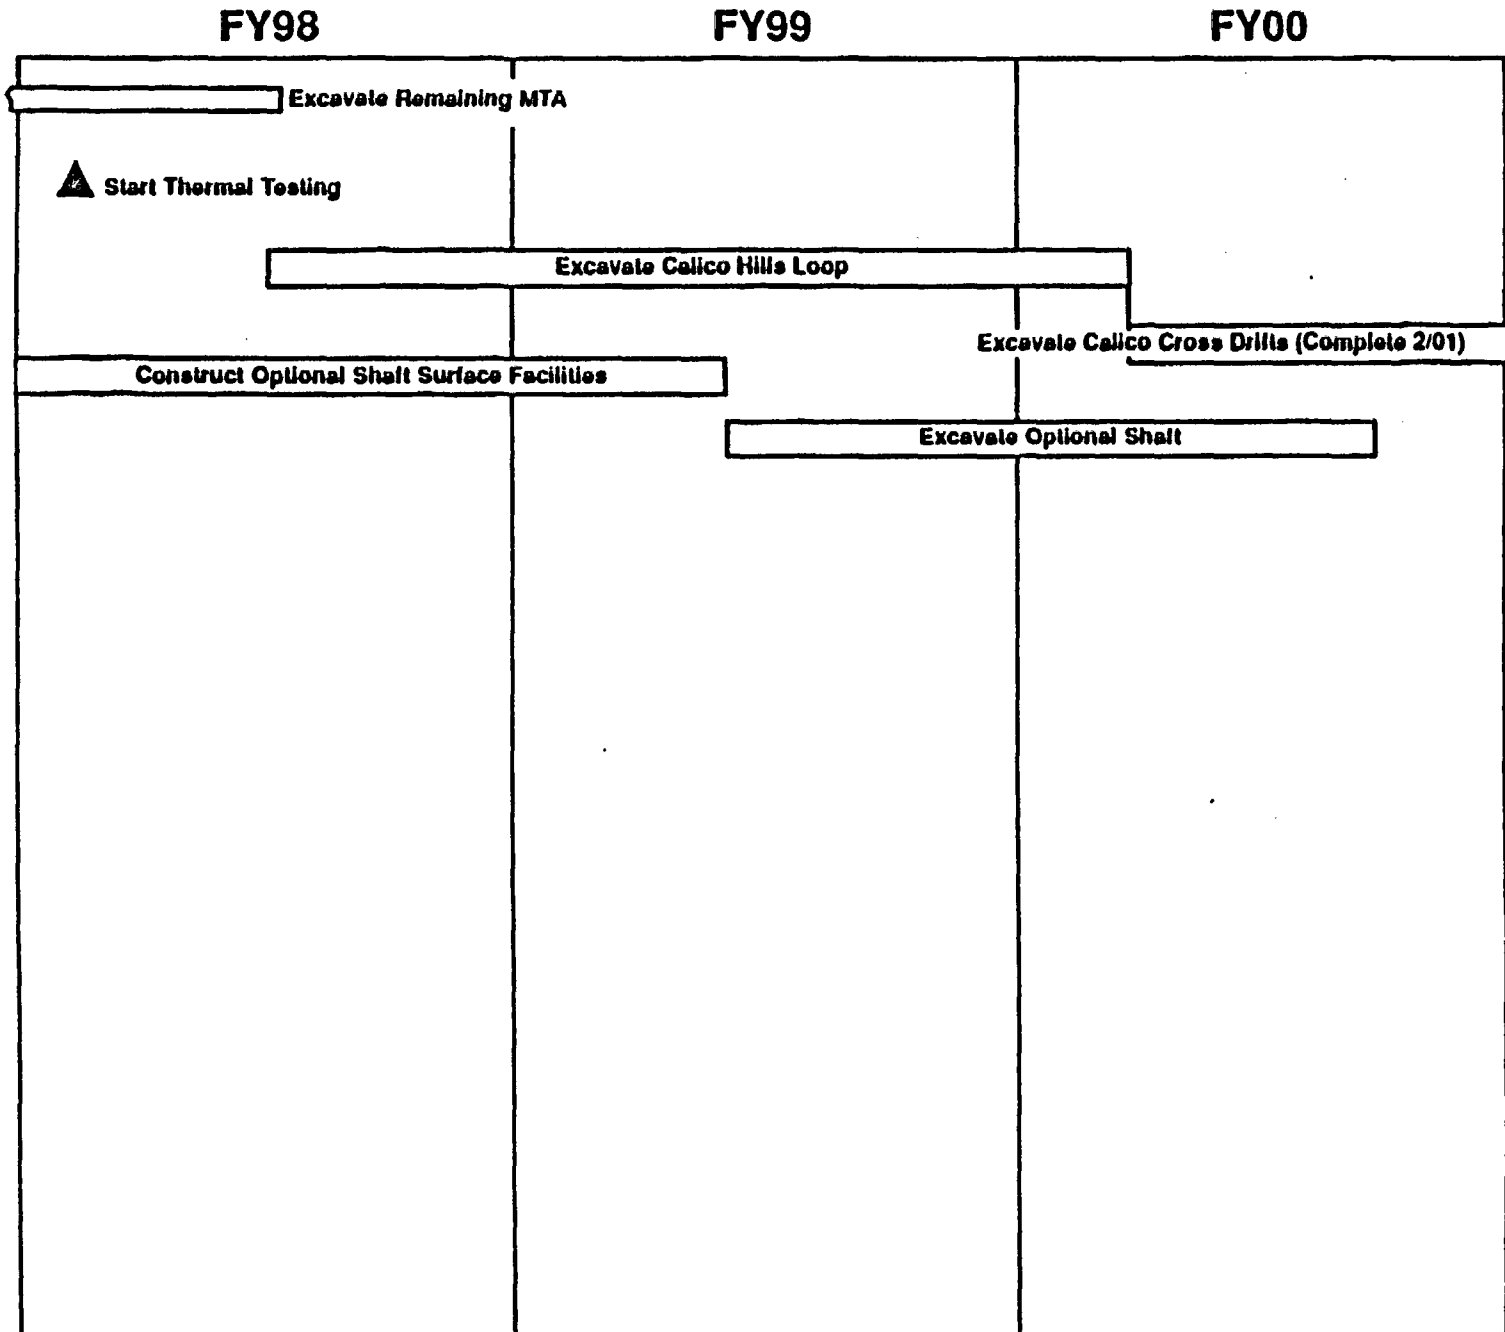 FY98 FY99 FY00
Excavate Remaining MTA
Start Thermal Testing
Excavate Calico Hills Loop
Excavate Calico Cross Drifts (Complete 2/01)
Construct Optional Shaft Surface Facilities
Excavate Optional Shaft